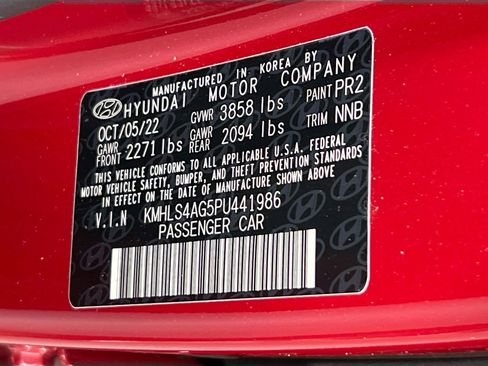 MANUFACTURED IN KOREA BY
HYUNDAI MOTOR COMPANY
OCT/05/22 GVWR 3858 lbs PAINT PR2
GAWR FRONT 2271 lbs GAWR REAR 2094 lbs TRIM NNB
THIS VEHICLE CONFORMS TO ALL APPLICABLE U.S.A. FEDERAL
MOTOR VEHICLE SAFETY, BUMPER, AND THEFT PREVENTION STANDARDS
IN EFFECT ON THE DATE OF MANUFACTURE SHOWN ABOVE.
V.I.N KMHLS4AG5PU441986
PASSENGER CAR